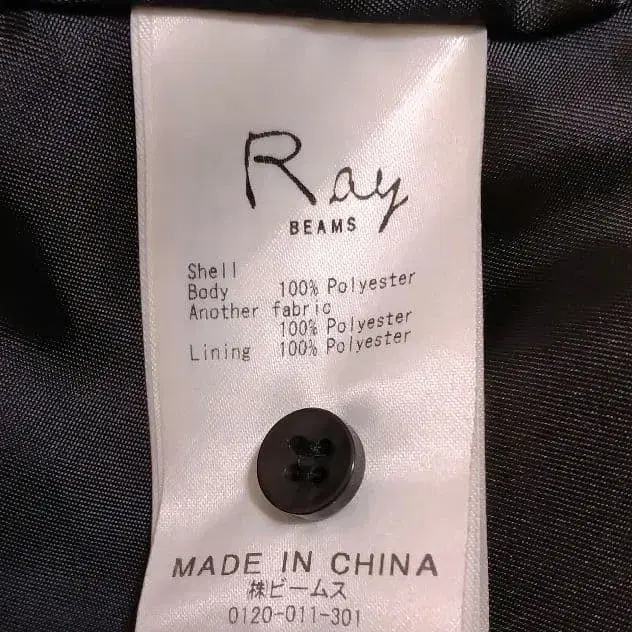 Ray
BEAMS
Shell
Body 100% Polyester
Another fabric
100% Polyester
Lining 100% Polyester
MADE IN CHINA
㈱ビームス
0120-011-301